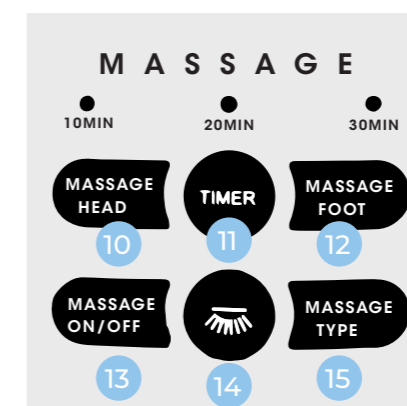 MASSAGE
10MIN 20MIN 30MIN
MASSAGE
HEAD
TIMER
MASSAGE
FOOT
10 11 12
MASSAGE
ON/OFF
MASSAGE
TYPE
13 14 15